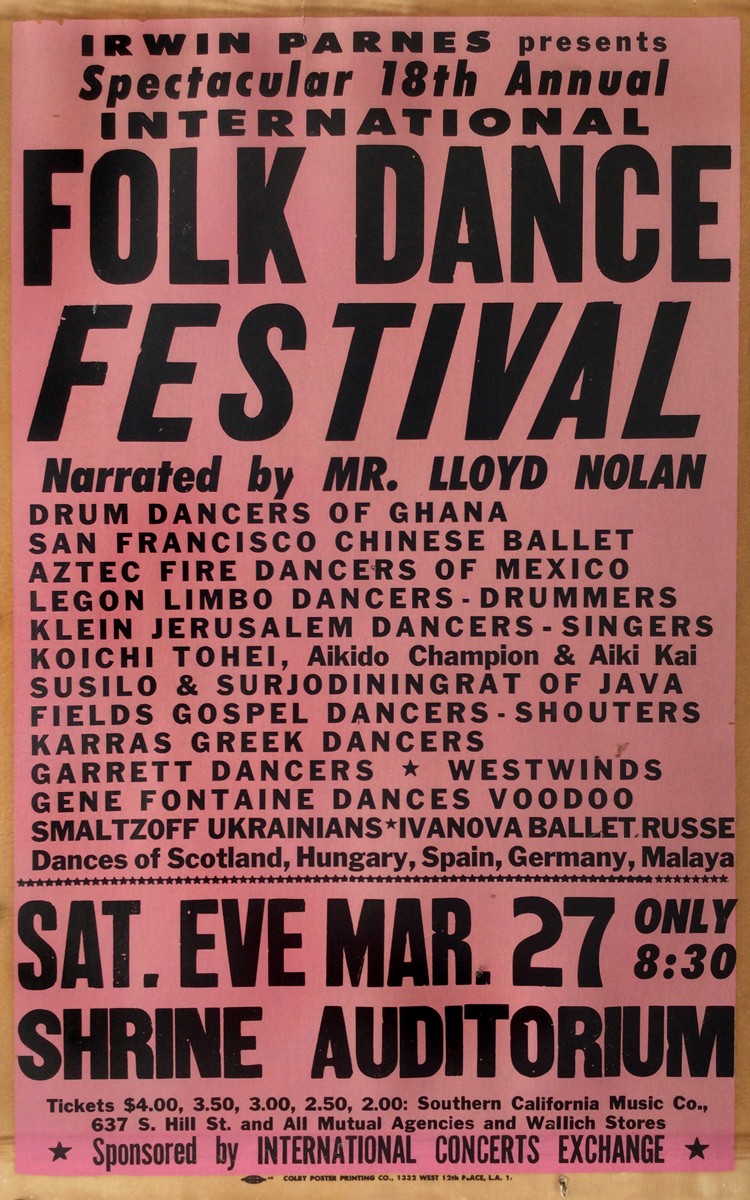 IRWIN PARNES presents
Spectacular 18th Annual
INTERNATIONAL
FOLK DANCE
FESTIVAL
Narrated by MR. LLOYD NOLAN
DRUM DANCERS OF GHANA
SAN FRANCISCO CHINESE BALLET
AZTEC FIRE DANCERS OF MEXICO
LEGON LIMBO DANCERS - DRUMMERS
KLEIN JERUSALEM DANCERS - SINGERS
KOICHI TOHEI, Aikido Champion & Aiki Kai
SUSILO & SURJODININGRAT OF JAVA
FIELDS GOSPEL DANCERS - SHOUTERS
KARRAS GREEK DANCERS
GARRETT DANCERS ★ WESTWINDS
GENE FONTAINE DANCES VOODOO
SMALTZOFF UKRAINIANS★IVANOVA BALLET RUSSE
Dances of Scotland, Hungary, Spain, Germany, Malaya
SAT. EVE MAR. 27 ONLY 8:30
SHRINE AUDITORIUM
Tickets $4.00, 3.50, 3.00, 2.50, 2.00: Southern California Music Co.,
637 S. Hill St. and All Mutual Agencies and Wallich Stores
★ Sponsored by INTERNATIONAL CONCERTS EXCHANGE ★
COLBY POSTER PRINTING CO., 1332 WEST 12th PLACE, L.A.